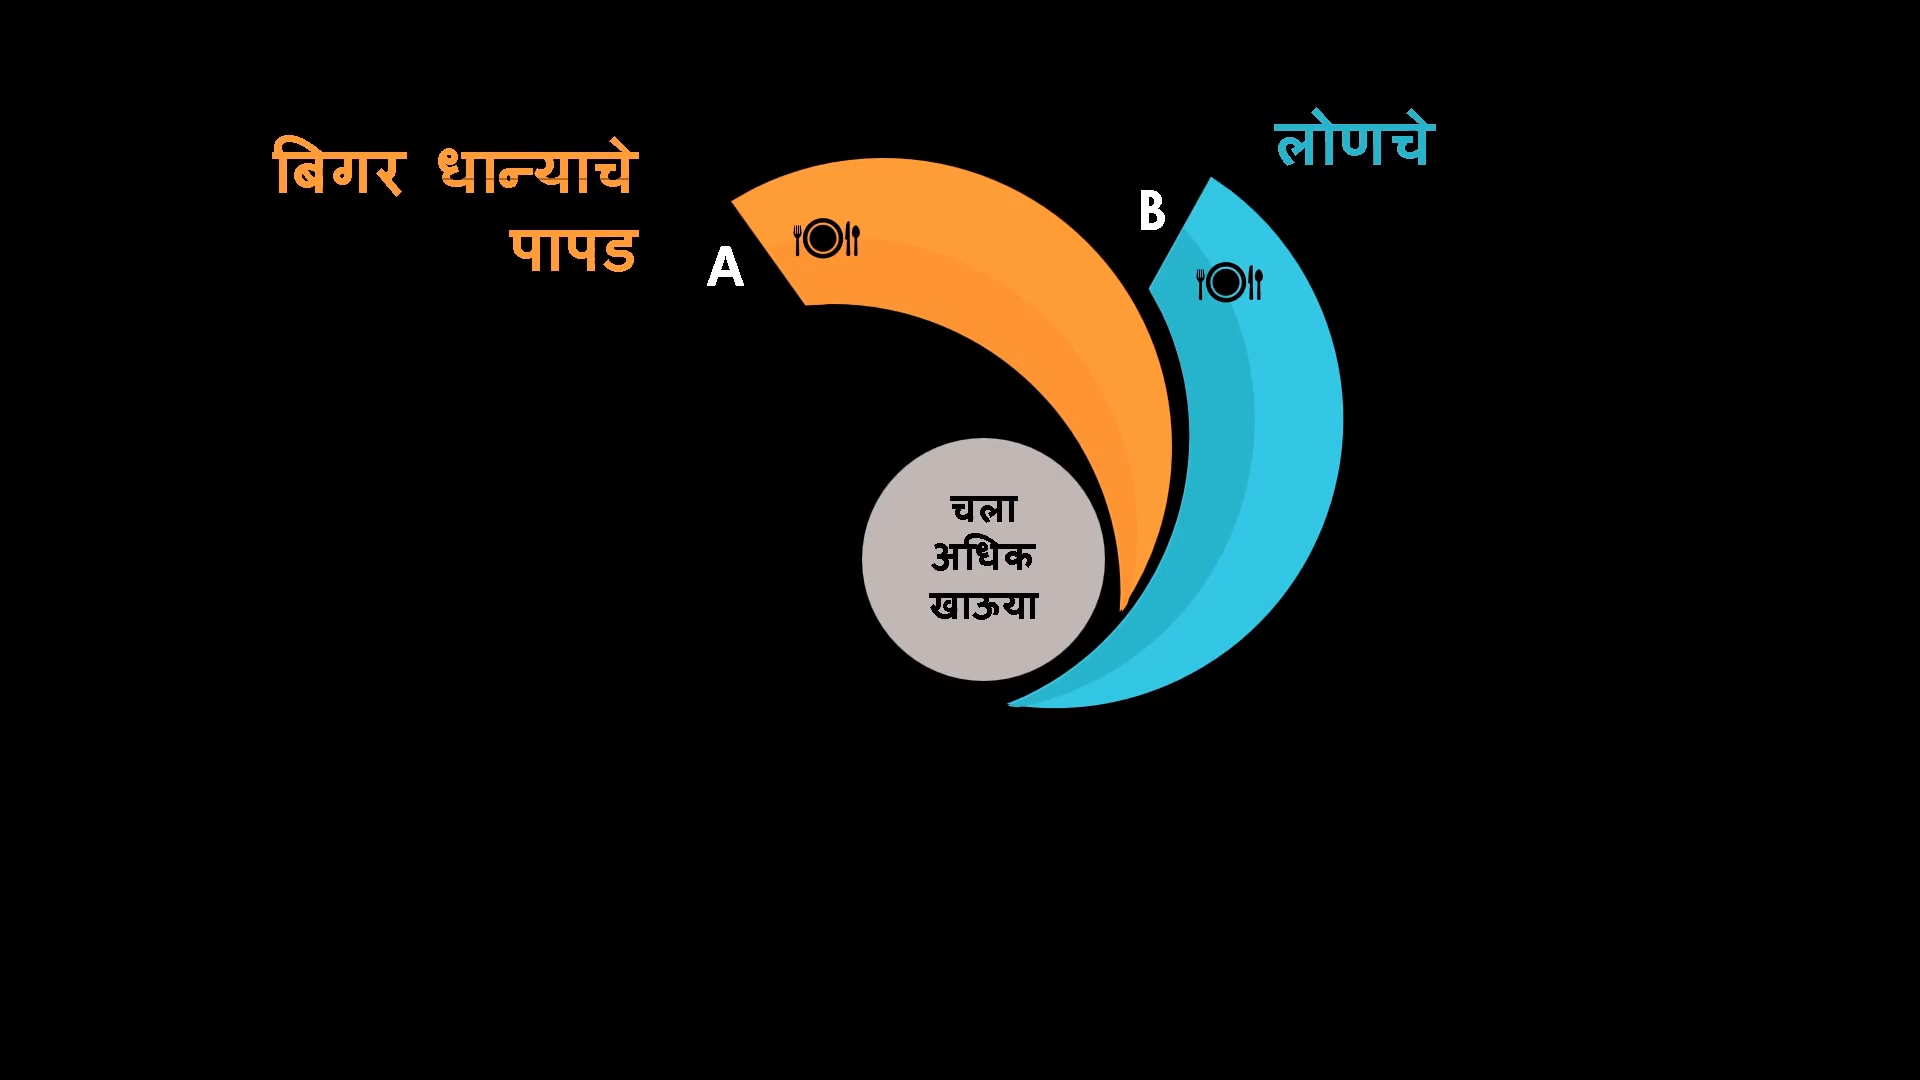 बिगर धान्याचे
पापड
A
लोणचे
B
चला
अधिक
खाऊया